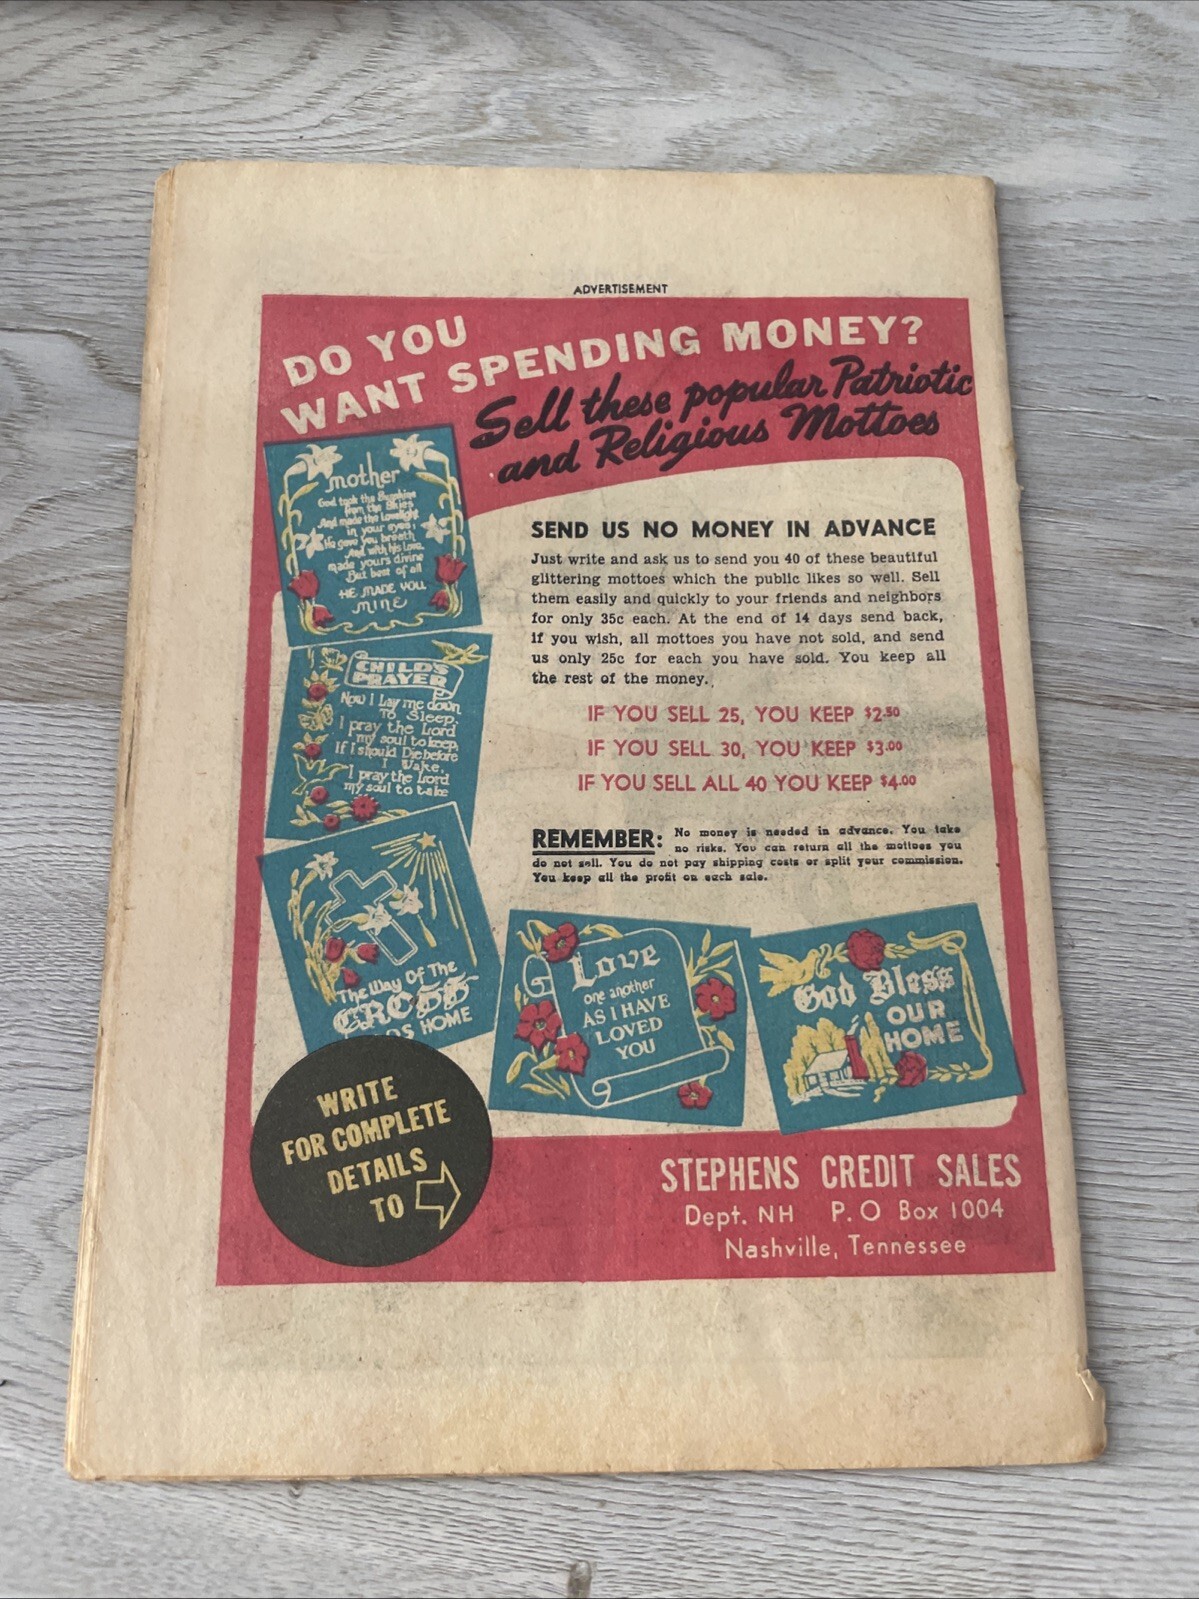 ADVERTISEMENT
DO YOU
WANT SPENDING MONEY?
Sell these popular Patriotic
and Religious Mottoes
mother
God took the Sunshine
from the Skies
And made the Lovelight
in your eyes;
He gave you breath
And with his Love,
made yours divine
But best of all
HE MADE YOU
MINE
CHILD'S
PRAYER
Now I Lay me down
To Sleep.
I pray the Lord
my soul to keep,
If I should Die before
I Wake,
I pray the Lord
my soul to take
The Way Of The
CROSS
HOME
SEND US NO MONEY IN ADVANCE
Just write and ask us to send you 40 of these beautiful
glittering mottoes which the public likes so well. Sell
them easily and quickly to your friends and neighbors
for only 35c each. At the end of 14 days send back,
if you wish, all mottoes you have not sold, and send
us only 25c for each you have sold. You keep all
the rest of the money.
IF YOU SELL 25, YOU KEEP $2.50
IF YOU SELL 30, YOU KEEP $3.00
IF YOU SELL ALL 40 YOU KEEP $4.00
REMEMBER: No money is needed in advance. You take
no risks. You can return all the mottoes you
do not sell. You do not pay shipping costs or split your commission.
You keep all the profit on each sale.
Love
one another
AS I HAVE
LOVED
YOU
God Bless
OUR
HOME
WRITE
FOR COMPLETE
DETAILS
TO
STEPHENS CREDIT SALES
Dept. NH P.O Box 1004
Nashville, Tennessee